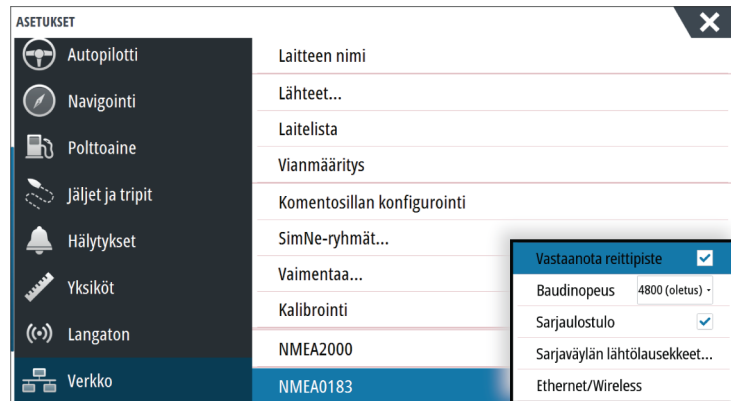 ASETUKSET
Autopilotti
Navigointi
Polttoaine
Jäljet ja tripit
Hälytykset
Yksiköt
Langaton
Verkko
Laitteen nimi
Lähteet...
Laitelista
Vianmääritys
Komentosillan konfigurointi
SimNe-ryhmät...
Vaimentaa...
Kalibrointi
NMEA2000
NMEA0183
Vastaanota reittipiste
Baudinopeus 4800 (oletus)
Sarjaulostulo
Sarjaväylän lähtölausekkeet...
Ethernet/Wireless